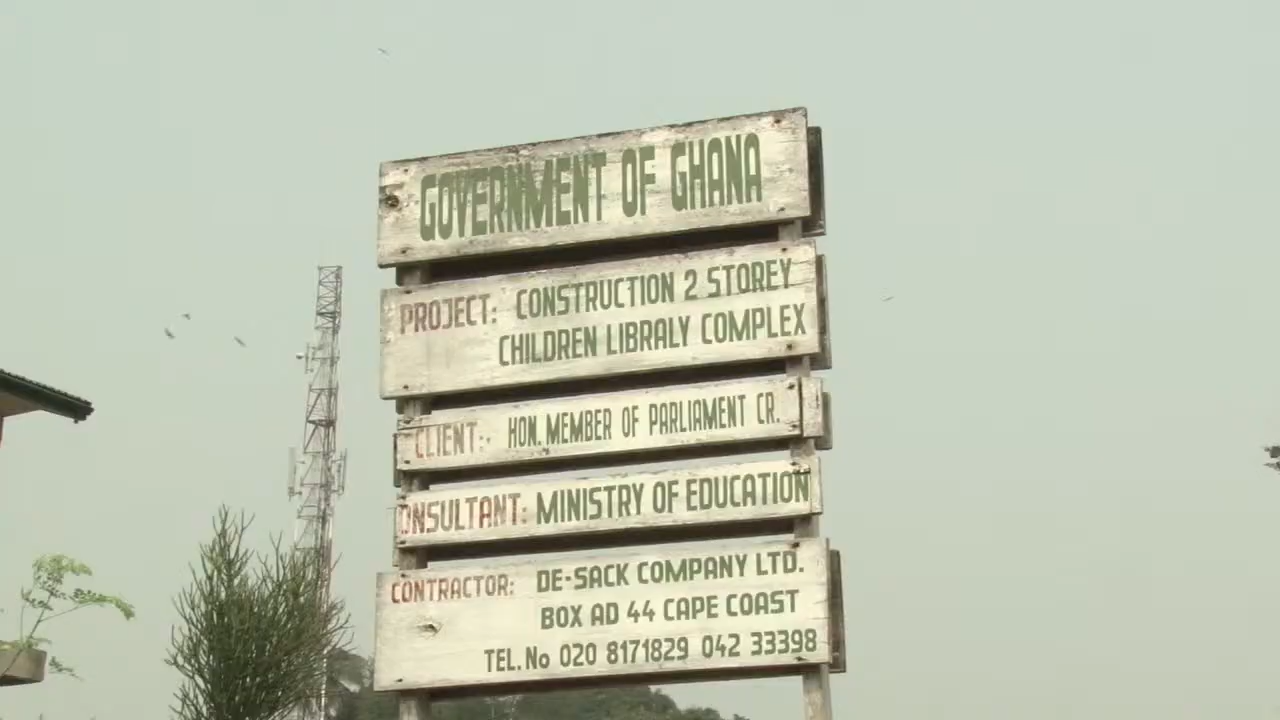 GOVERNMENT OF GHANA
PROJECT: CONSTRUCTION 2 STOREY
CHILDREN LIBRALY COMPLEX
CLIENT: HON. MEMBER OF PARLIAMENT CR.
ONSULTANT: MINISTRY OF EDUCATION
CONTRACTOR: DE-SACK COMPANY LTD.
BOX AD 44 CAPE COAST
TEL. No 020 8171829 042 33398